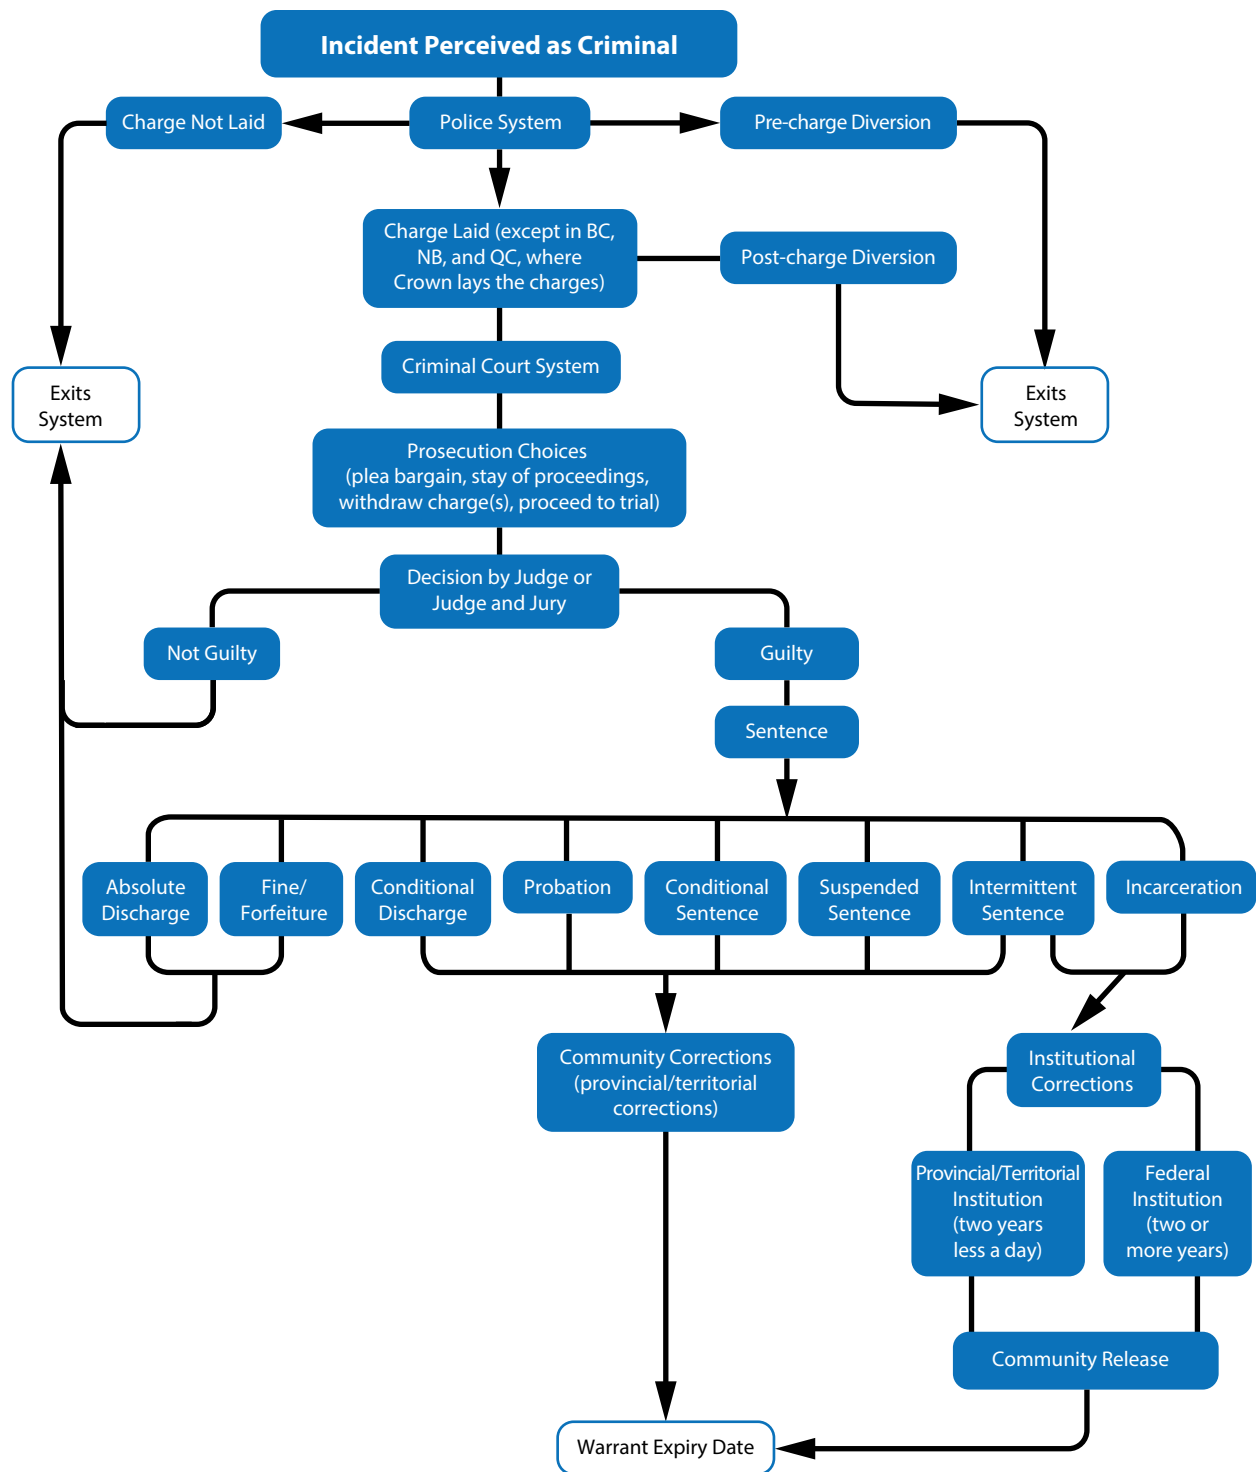 Incident Perceived as Criminal
Charge Not Laid
Police System
Pre-charge Diversion
Charge Laid (except in BC,
NB, and QC, where
Crown lays the charges)
Post-charge Diversion
Criminal Court System
Exits
System
Exits
System
Prosecution Choices
(plea bargain, stay of proceedings,
withdraw charge(s), proceed to trial)
Decision by Judge or
Judge and Jury
Not Guilty
Guilty
Sentence
Absolute
Discharge
Fine/
Forfeiture
Conditional
Discharge
Probation
Conditional
Sentence
Suspended
Sentence
Intermittent
Sentence
Incarceration
Community Corrections
(provincial/territorial
corrections)
Institutional
Corrections
Provincial/Territorial
Institution
(two years
less a day)
Federal
Institution
(two or
more years)
Community Release
Warrant Expiry Date